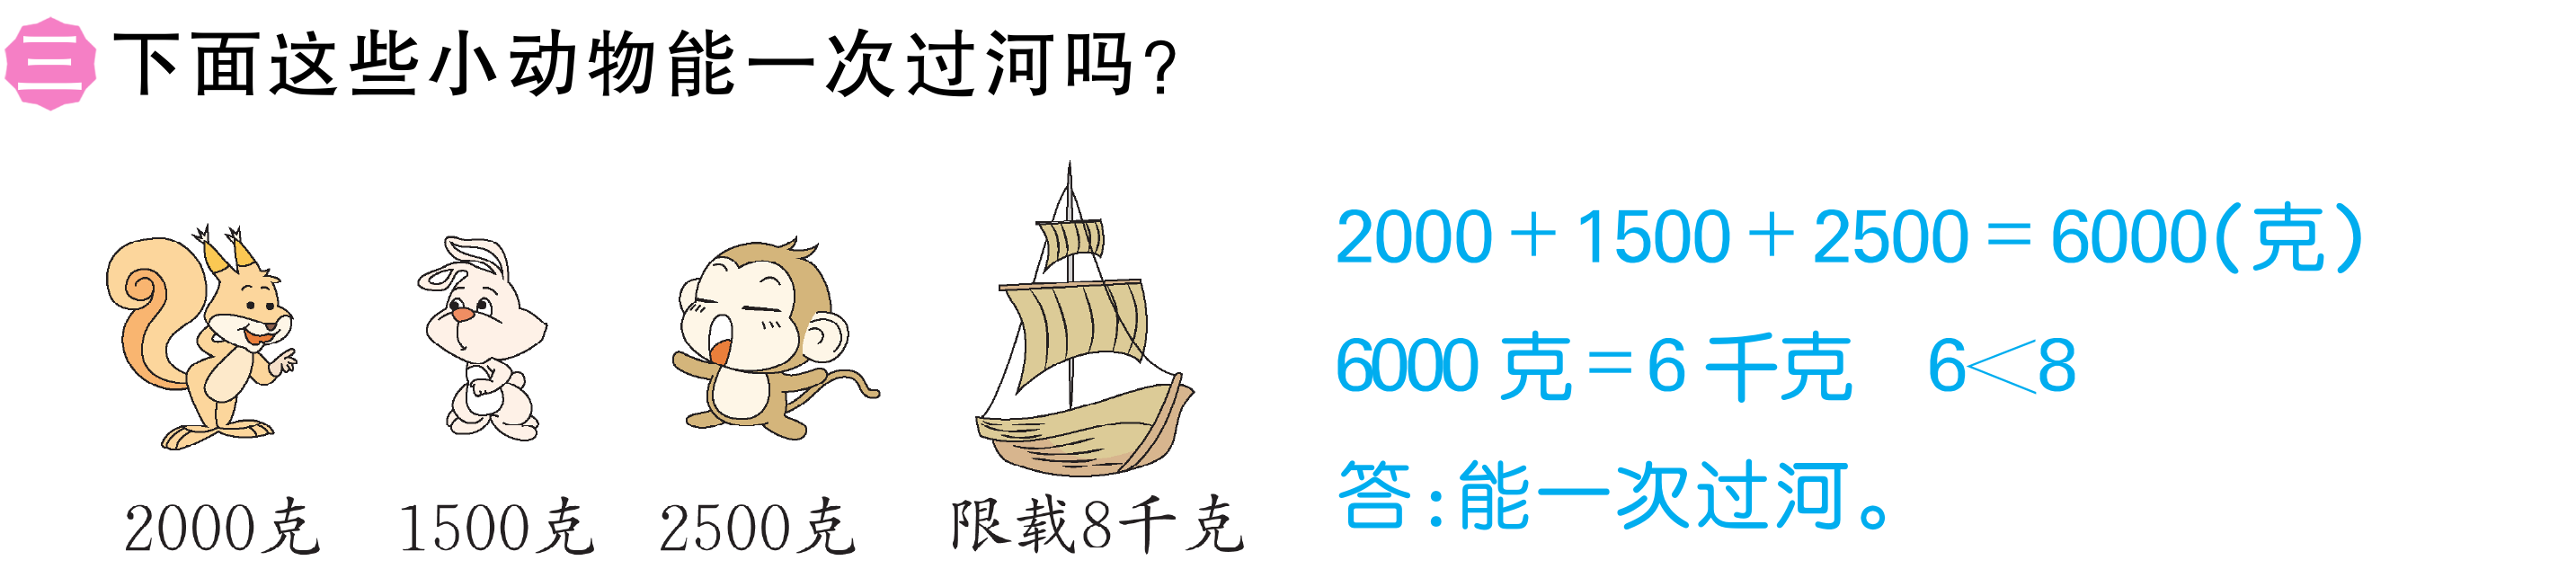 三 下面这些小动物能一次过河吗?
2000克 1500克 2500克 限载8千克
2000+1500+2500=6000(克)
6000克=6千克 6<8
答:能一次过河。